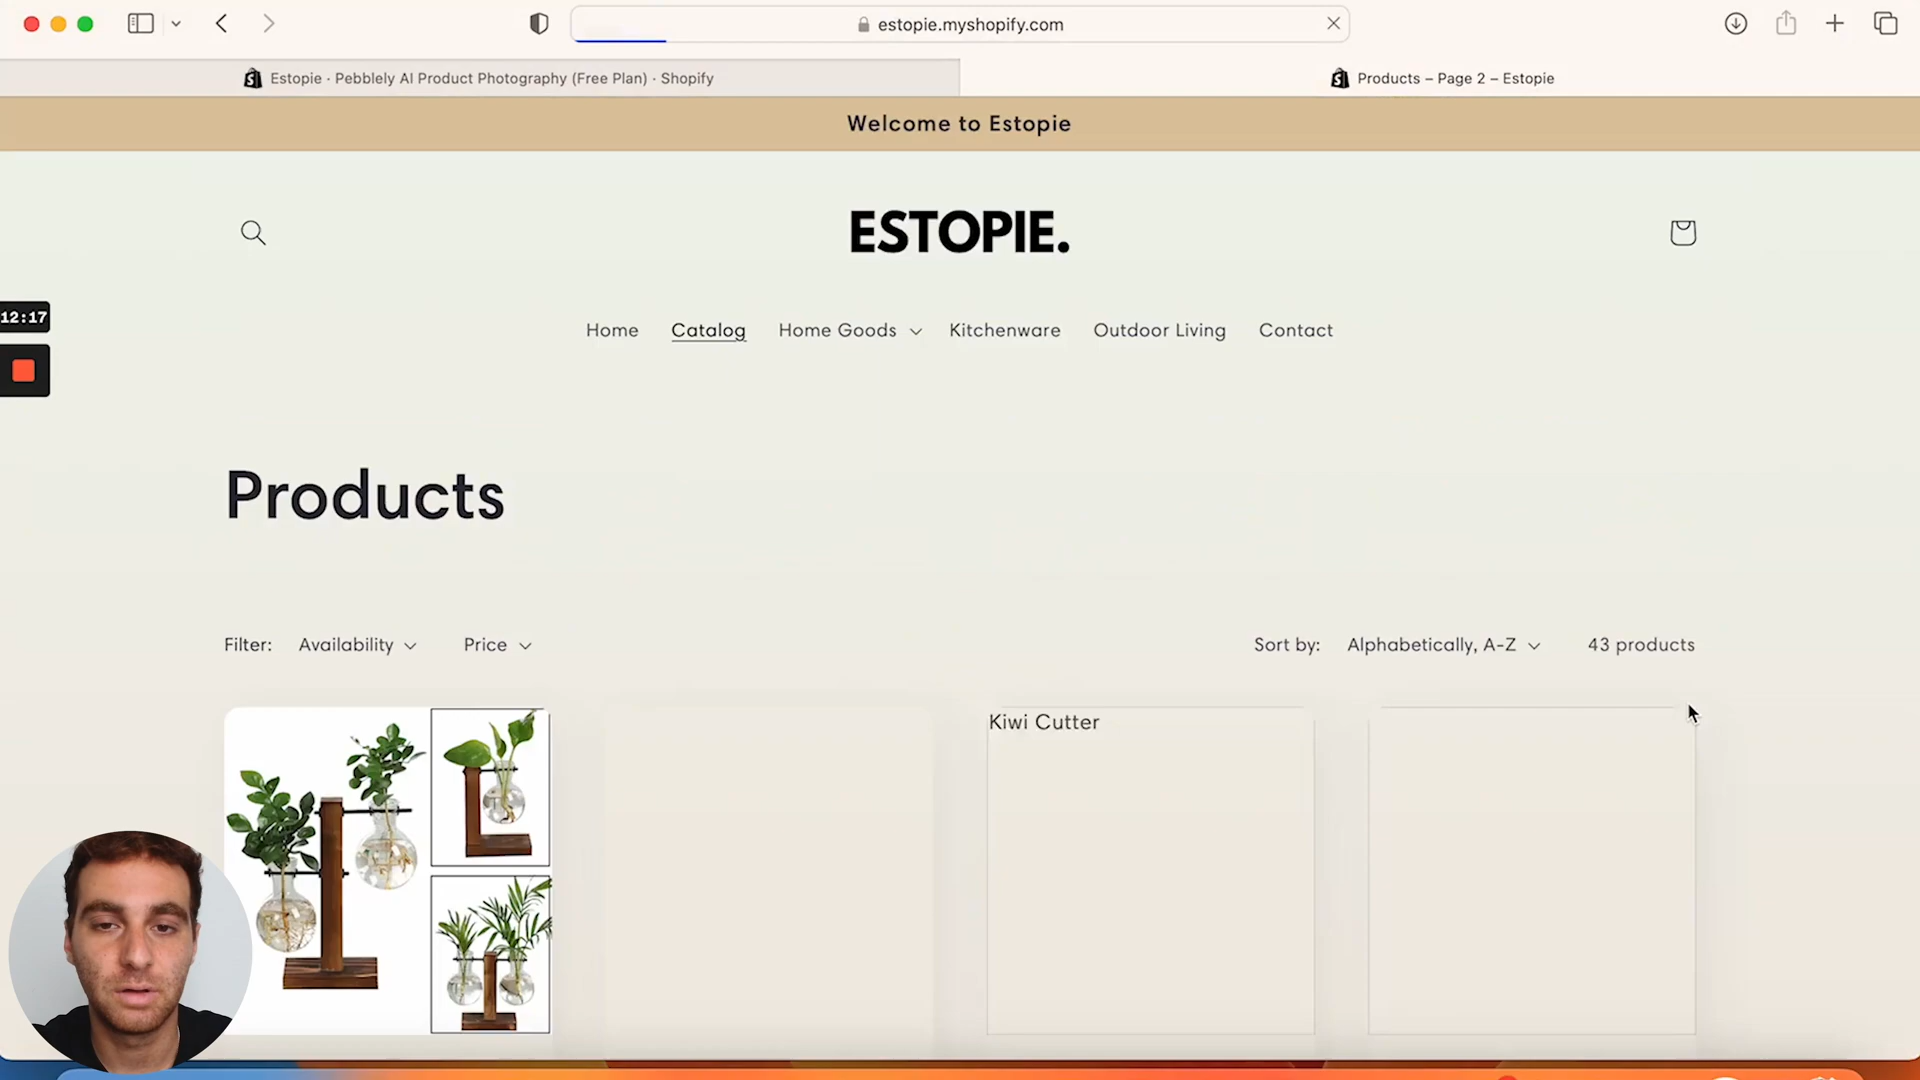 estopie.myshopify.com
Estopie · Pebblely AI Product Photography (Free Plan) · Shopify
Products – Page 2 – Estopie
Welcome to Estopie
ESTOPIE.
12:17
Home Catalog Home Goods Kitchenware Outdoor Living Contact
Products
Filter: Availability Price Sort by: Alphabetically, A-Z 43 products
Kiwi Cutter